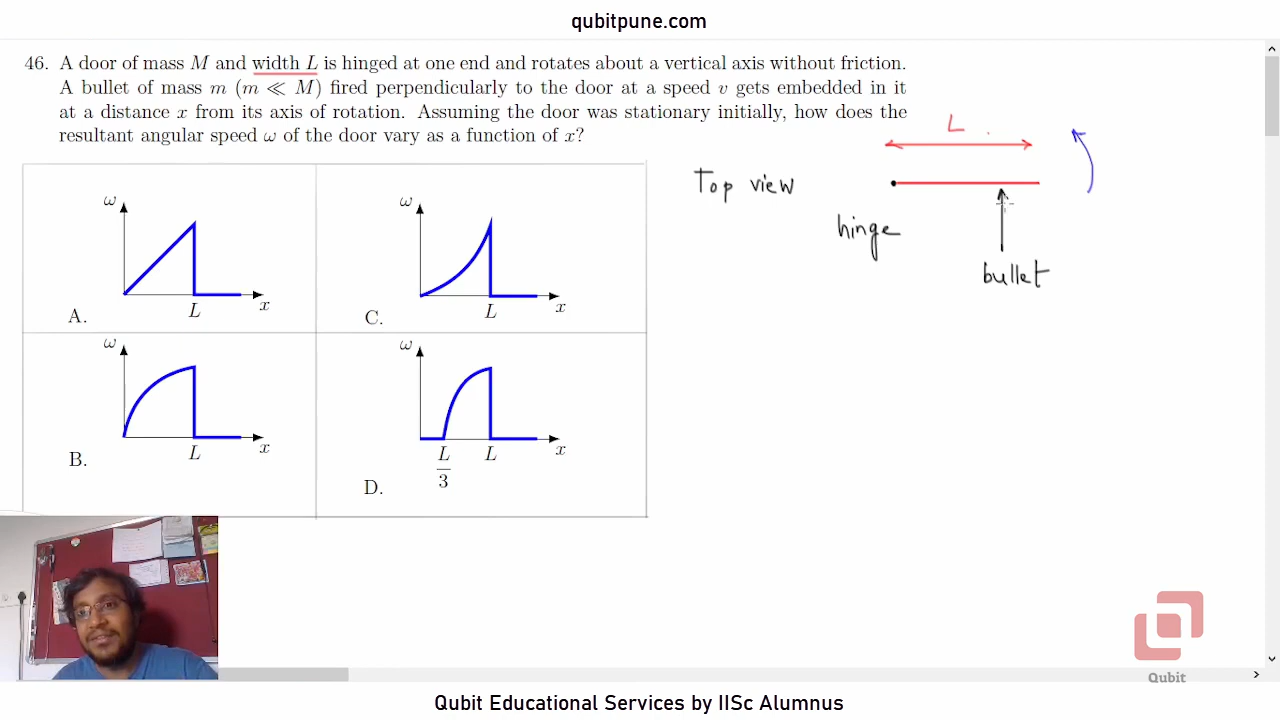 qubitpune.com
46. A door of mass M and width L is hinged at one end and rotates about a vertical axis without friction.
A bullet of mass m (m ≪ M) fired perpendicularly to the door at a speed v gets embedded in it
at a distance x from its axis of rotation. Assuming the door was stationary initially, how does the
resultant angular speed ω of the door vary as a function of x?
L
Top view
hinge
bullet
ω
L
x
A.
ω
L
x
C.
ω
L
x
B.
ω
L
3
L
x
D.
Qubit
Qubit Educational Services by IISc Alumnus